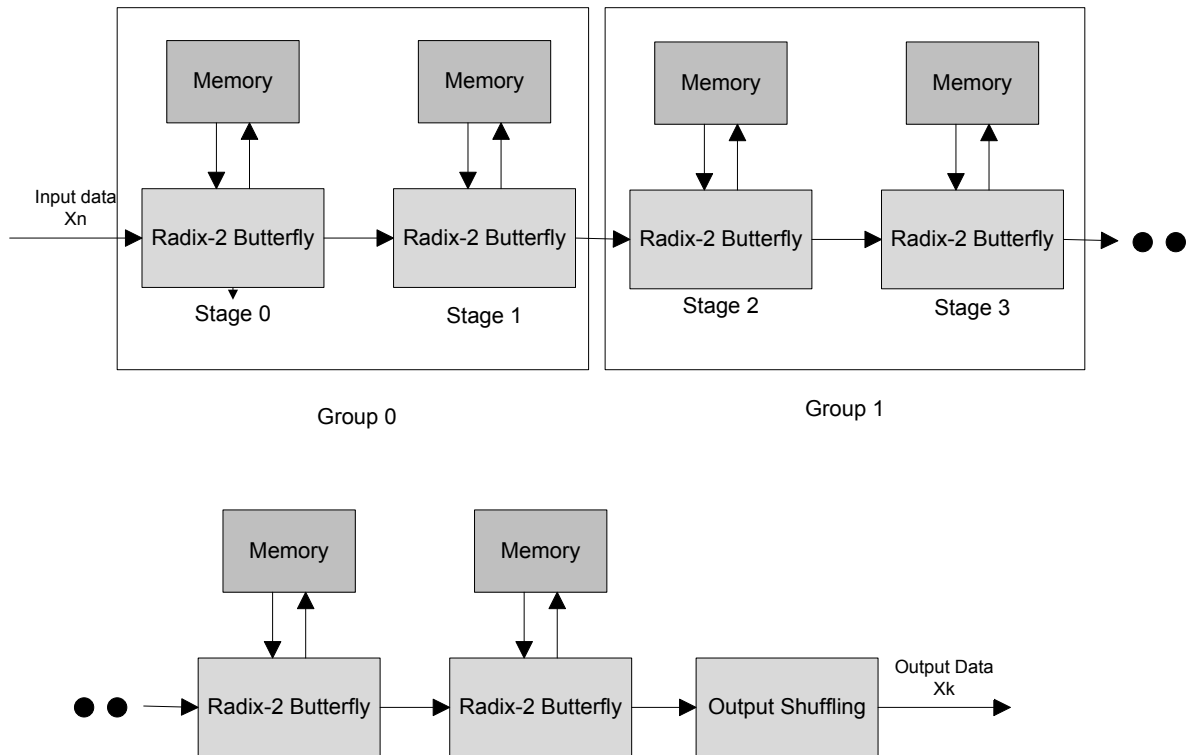 Memory
Memory
Memory
Memory
Input data
Xn
Radix-2 Butterfly
Radix-2 Butterfly
Radix-2 Butterfly
Radix-2 Butterfly
Stage 0
Stage 1
Stage 2
Stage 3
Group 0
Group 1
Memory
Memory
Radix-2 Butterfly
Radix-2 Butterfly
Output Shuffling
Output Data
Xk